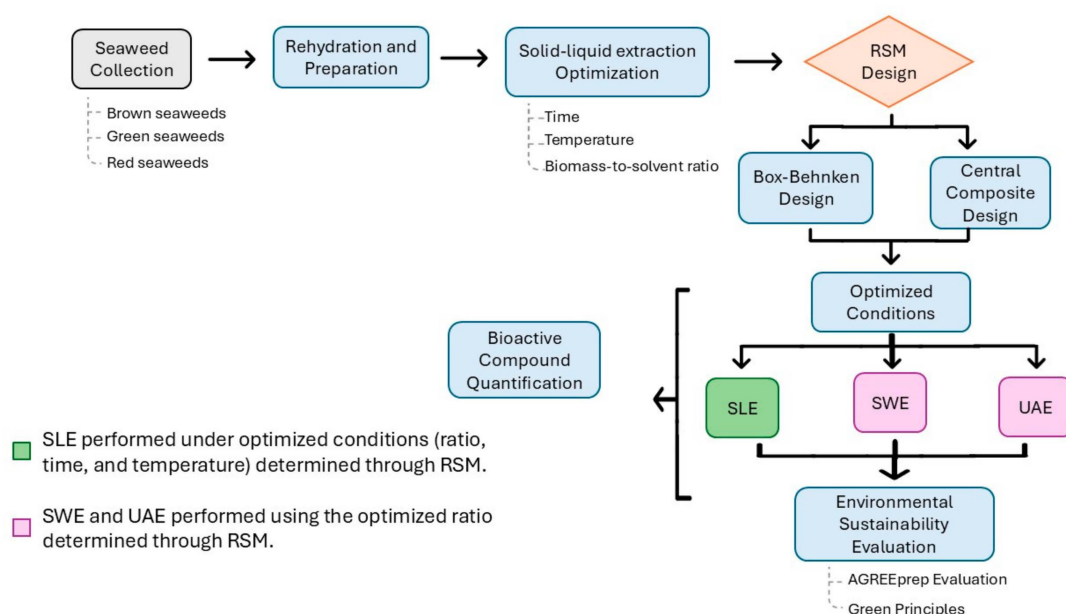 Seaweed
Collection
Brown seaweeds
Green seaweeds
Red seaweeds
Rehydration and
Preparation
Solid-liquid extraction
Optimization
Time
Temperature
Biomass-to-solvent ratio
RSM
Design
Box-Behnken
Design
Central
Composite
Design
Optimized
Conditions
Bioactive
Compound
Quantification
SLE
SWE
UAE
SLE performed under optimized conditions (ratio,
time, and temperature) determined through RSM.
SWE and UAE performed using the optimized ratio
determined through RSM.
Environmental
Sustainability
Evaluation
AGREEprep Evaluation
Green Principles